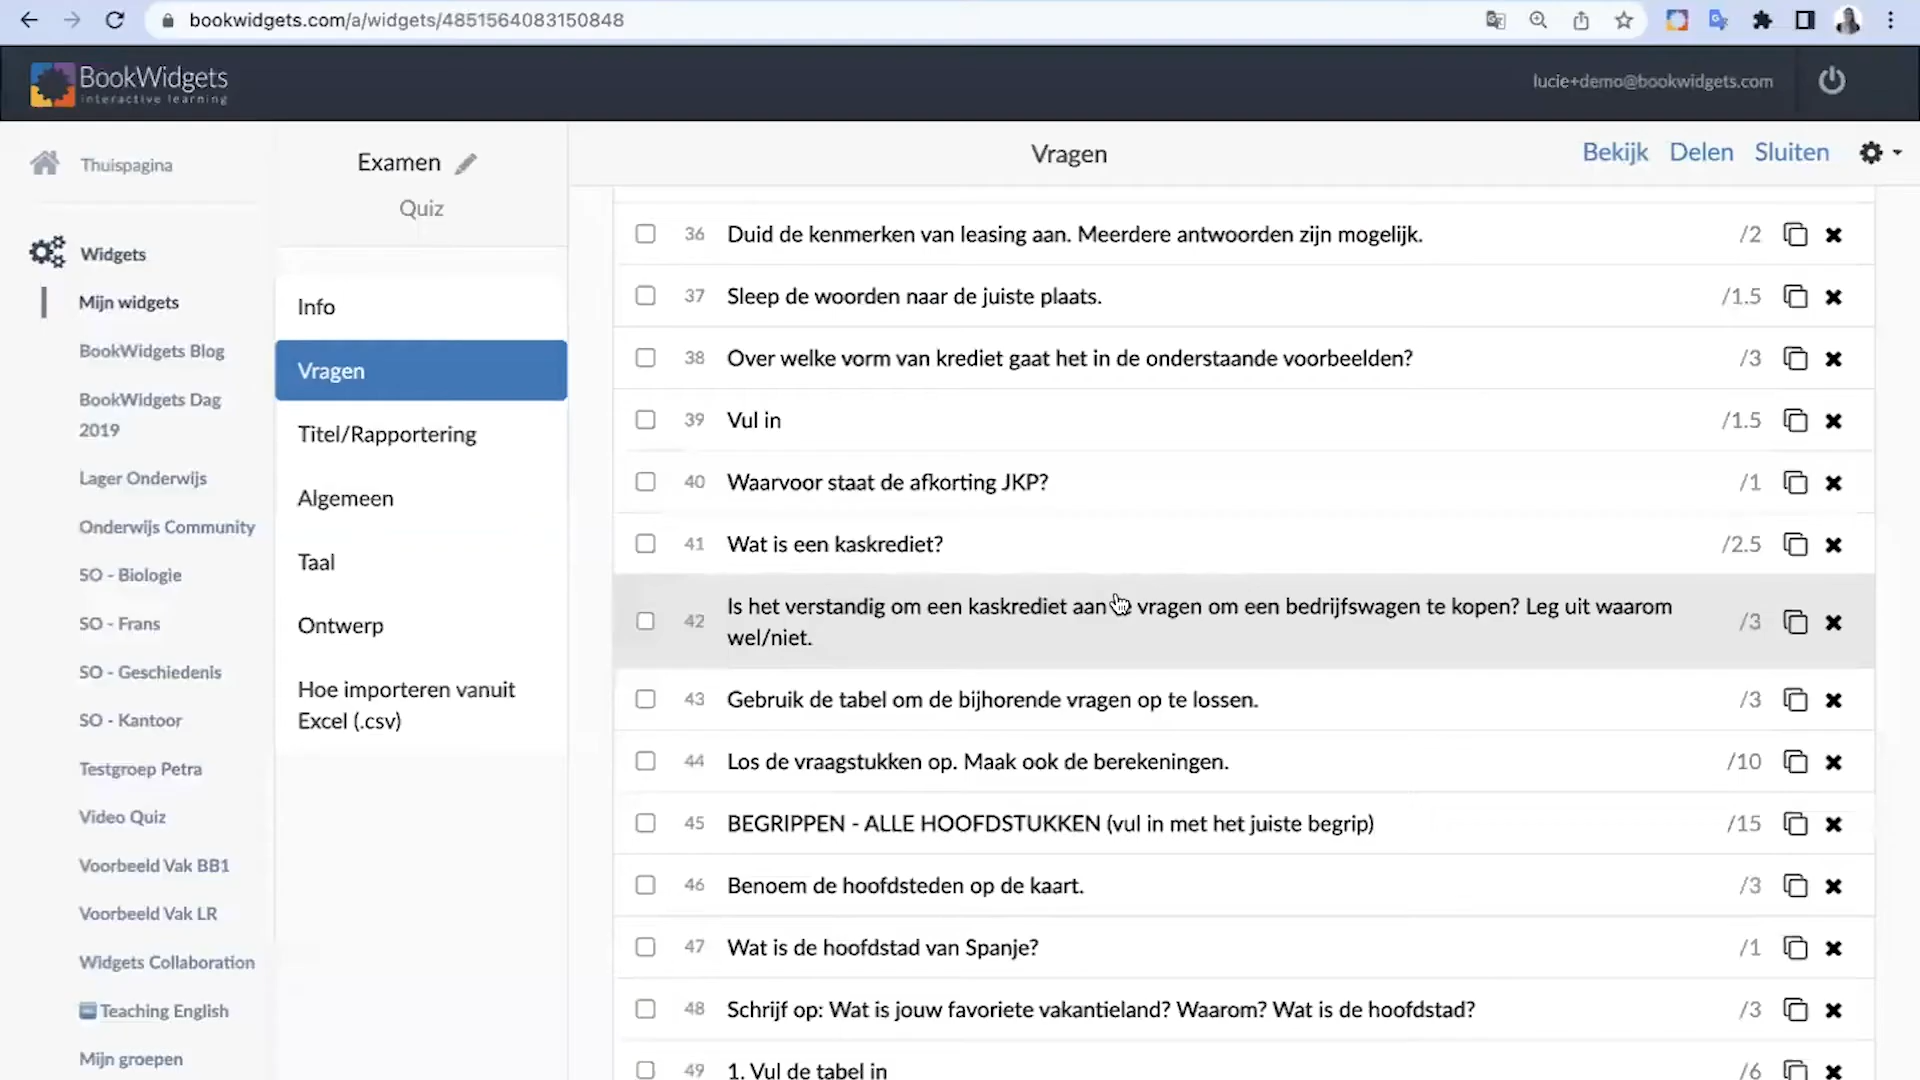 bookwidgets.com/a/widgets/4851564083150848
BookWidgets
interactive learning
lucie+demo@bookwidgets.com
Thuispagina
Widgets
Mijn widgets
BookWidgets Blog
BookWidgets Dag
2019
Lager Onderwijs
Onderwijs Community
SO - Biologie
SO - Frans
SO - Geschiedenis
SO - Kantoor
Testgroep Petra
Video Quiz
Voorbeeld Vak BB1
Voorbeeld Vak LR
Widgets Collaboration
Teaching English
Mijn groepen
Examen
Quiz
Info
Vragen
Titel/Rapportering
Algemeen
Taal
Ontwerp
Hoe importeren vanuit
Excel (.csv)
Vragen
Bekijk Delen Sluiten
36 Duid de kenmerken van leasing aan. Meerdere antwoorden zijn mogelijk. /2
37 Sleep de woorden naar de juiste plaats. /1.5
38 Over welke vorm van krediet gaat het in de onderstaande voorbeelden? /3
39 Vul in /1.5
40 Waarvoor staat de afkorting JKP? /1
41 Wat is een kaskrediet? /2.5
42 Is het verstandig om een kaskrediet aan te vragen om een bedrijfswagen te kopen? Leg uit waarom
wel/niet. /3
43 Gebruik de tabel om de bijhorende vragen op te lossen. /3
44 Los de vraagstukken op. Maak ook de berekeningen. /10
45 BEGRIPPEN - ALLE HOOFDSTUKKEN (vul in met het juiste begrip) /15
46 Benoem de hoofdsteden op de kaart. /3
47 Wat is de hoofdstad van Spanje? /1
48 Schrijf op: Wat is jouw favoriete vakantieland? Waarom? Wat is de hoofdstad? /3
49 1. Vul de tabel in /6